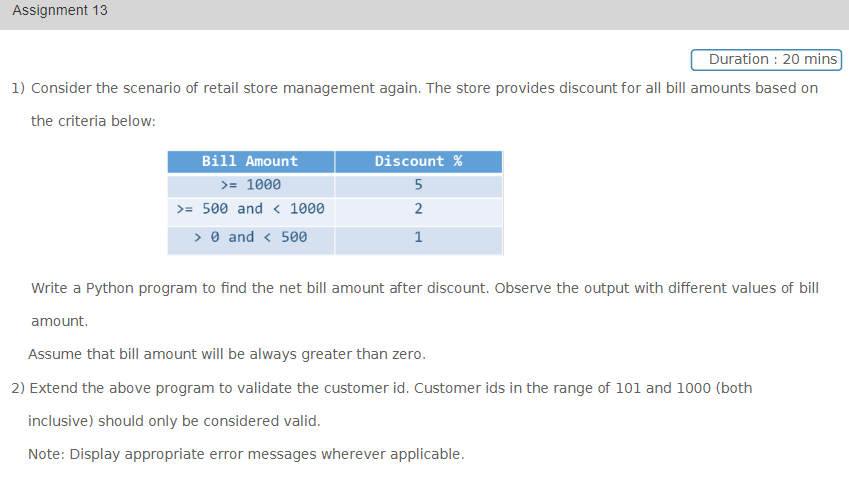 Assignment 13
Duration : 20 mins
1) Consider the scenario of retail store management again. The store provides discount for all bill amounts based on
the criteria below:
Bill Amount Discount %
>= 1000 5
>= 500 and < 1000 2
> 0 and < 500 1
Write a Python program to find the net bill amount after discount. Observe the output with different values of bill
amount.
Assume that bill amount will be always greater than zero.
2) Extend the above program to validate the customer id. Customer ids in the range of 101 and 1000 (both
inclusive) should only be considered valid.
Note: Display appropriate error messages wherever applicable.